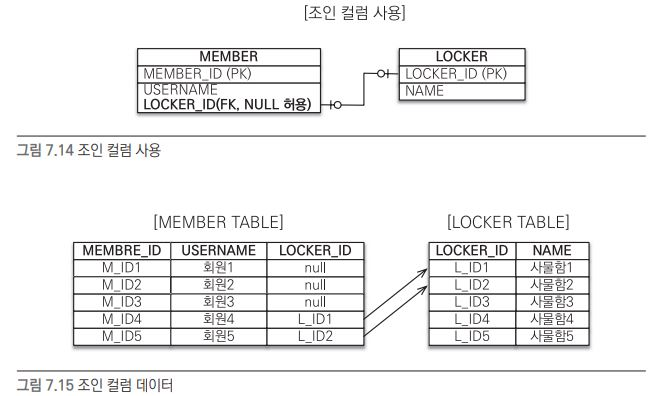 [조인 컬럼 사용]
MEMBER
MEMBER_ID (PK)
USERNAME
LOCKER_ID(FK, NULL 허용)
LOCKER
LOCKER_ID (PK)
NAME
그림 7.14 조인 컬럼 사용
[MEMBER TABLE]
MEMBRE_ID USERNAME LOCKER_ID
M_ID1 회원1 null
M_ID2 회원2 null
M_ID3 회원3 null
M_ID4 회원4 L_ID1
M_ID5 회원5 L_ID2
[LOCKER TABLE]
LOCKER_ID NAME
L_ID1 사물함1
L_ID2 사물함2
L_ID3 사물함3
L_ID4 사물함4
L_ID5 사물함5
그림 7.15 조인 컬럼 데이터